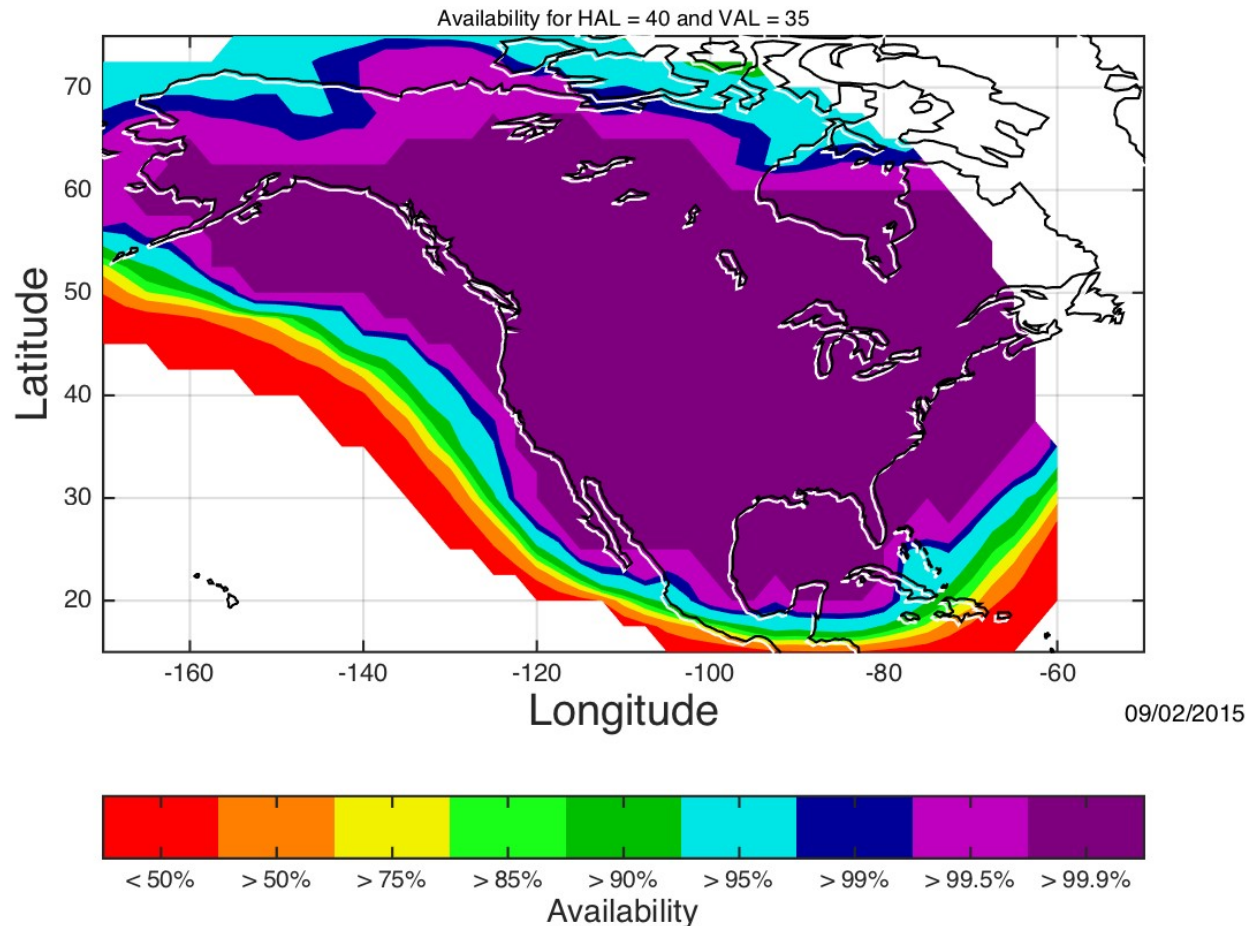 Availability for HAL = 40 and VAL = 35
70
60
50
40
30
20
Latitude
-160 -140 -120 -100 -80 -60
Longitude
09/02/2015
< 50% > 50% > 75% > 85% > 90% > 95% > 99% > 99.5% > 99.9%
Availability